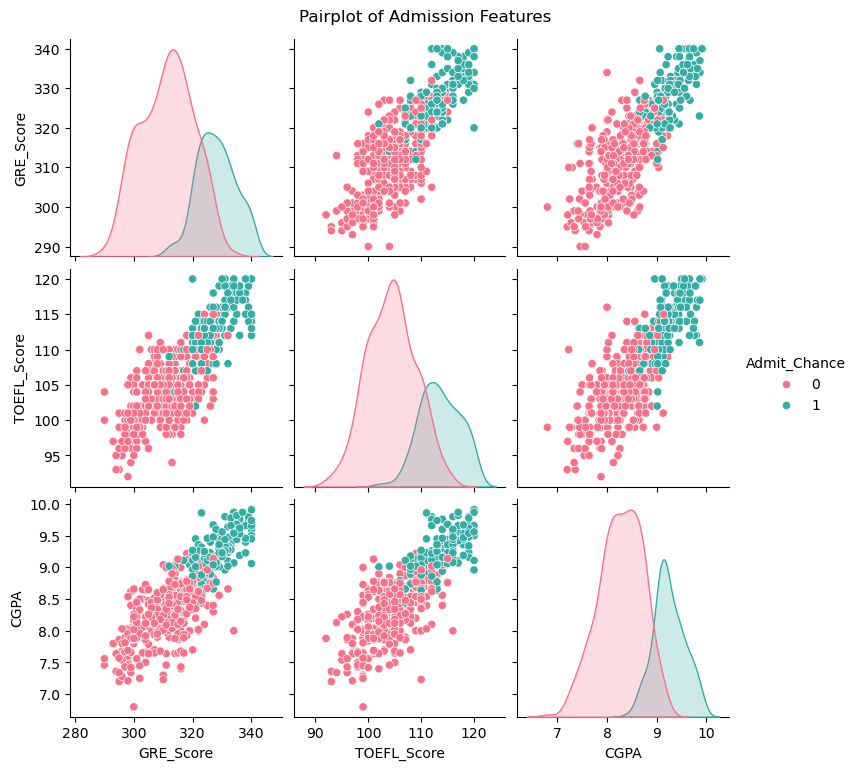 Pairplot of Admission Features
340
330
320
310
300
290
GRE_Score
120
115
110
105
100
95
TOEFL_Score
Admit_Chance
0
1
10.0
9.5
9.0
8.5
8.0
7.5
7.0
CGPA
280 300 320 340
90 100 110 120
7 8 9 10
GRE_Score TOEFL_Score CGPA